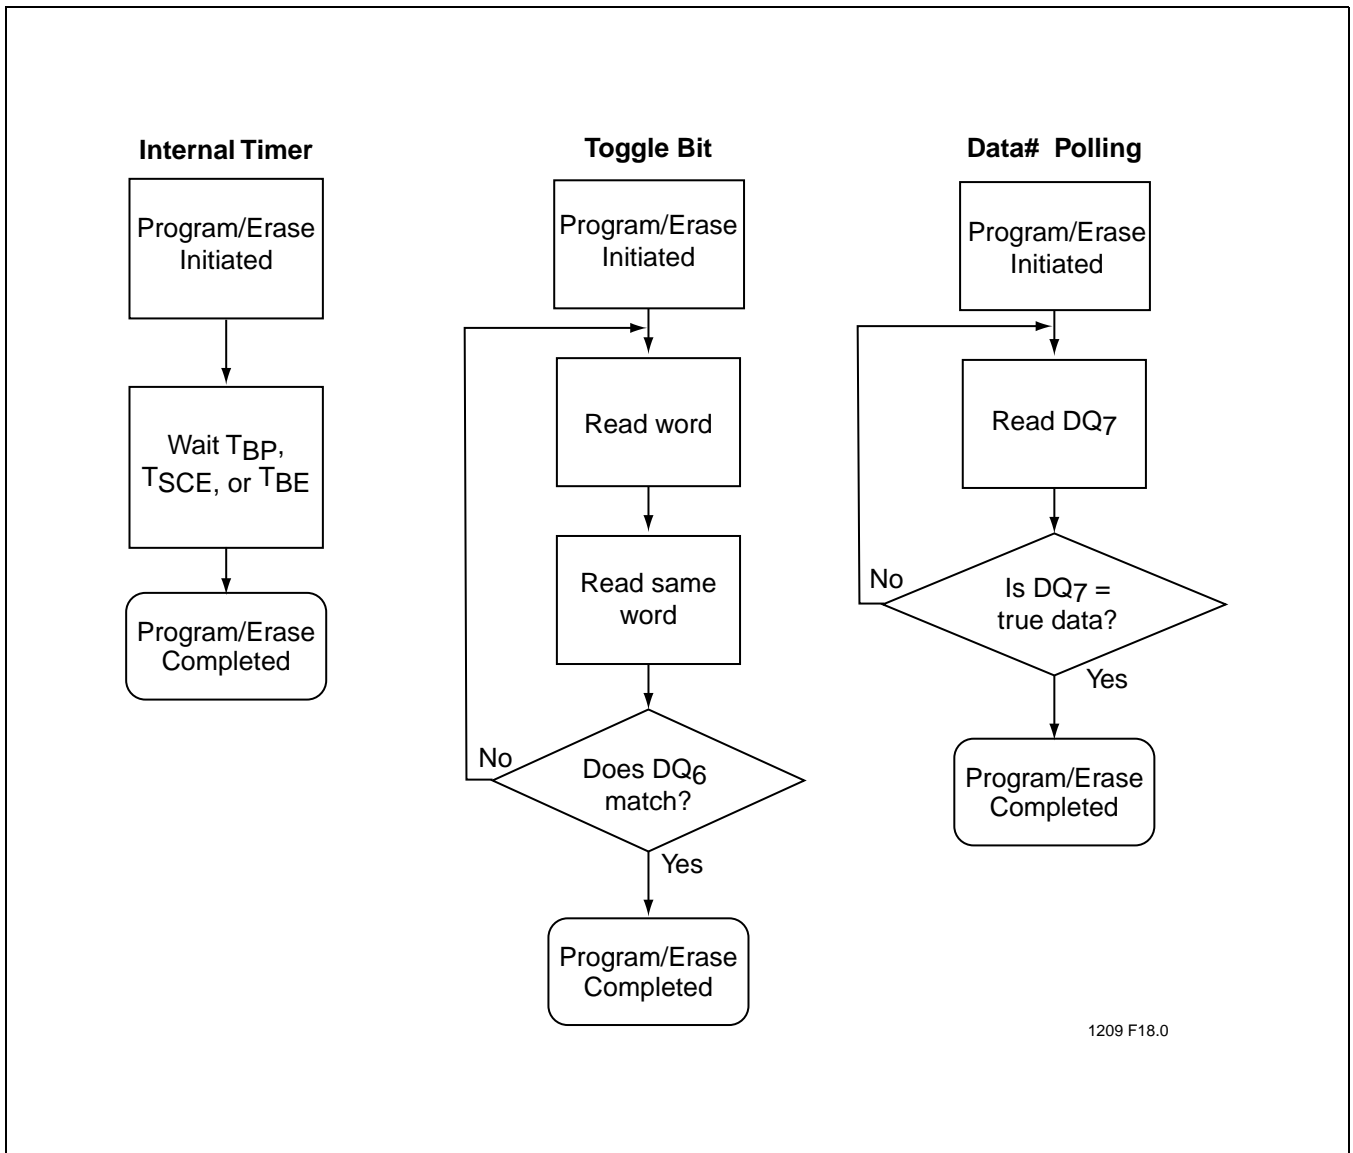 Internal Timer
Program/Erase
Initiated
Wait TBP,
TSCE, or TBE
Program/Erase
Completed
Toggle Bit
Program/Erase
Initiated
Read word
Read same
word
No
Does DQ6
match?
Yes
Program/Erase
Completed
Data# Polling
Program/Erase
Initiated
Read DQ7
No
Is DQ7 =
true data?
Yes
Program/Erase
Completed
1209 F18.0